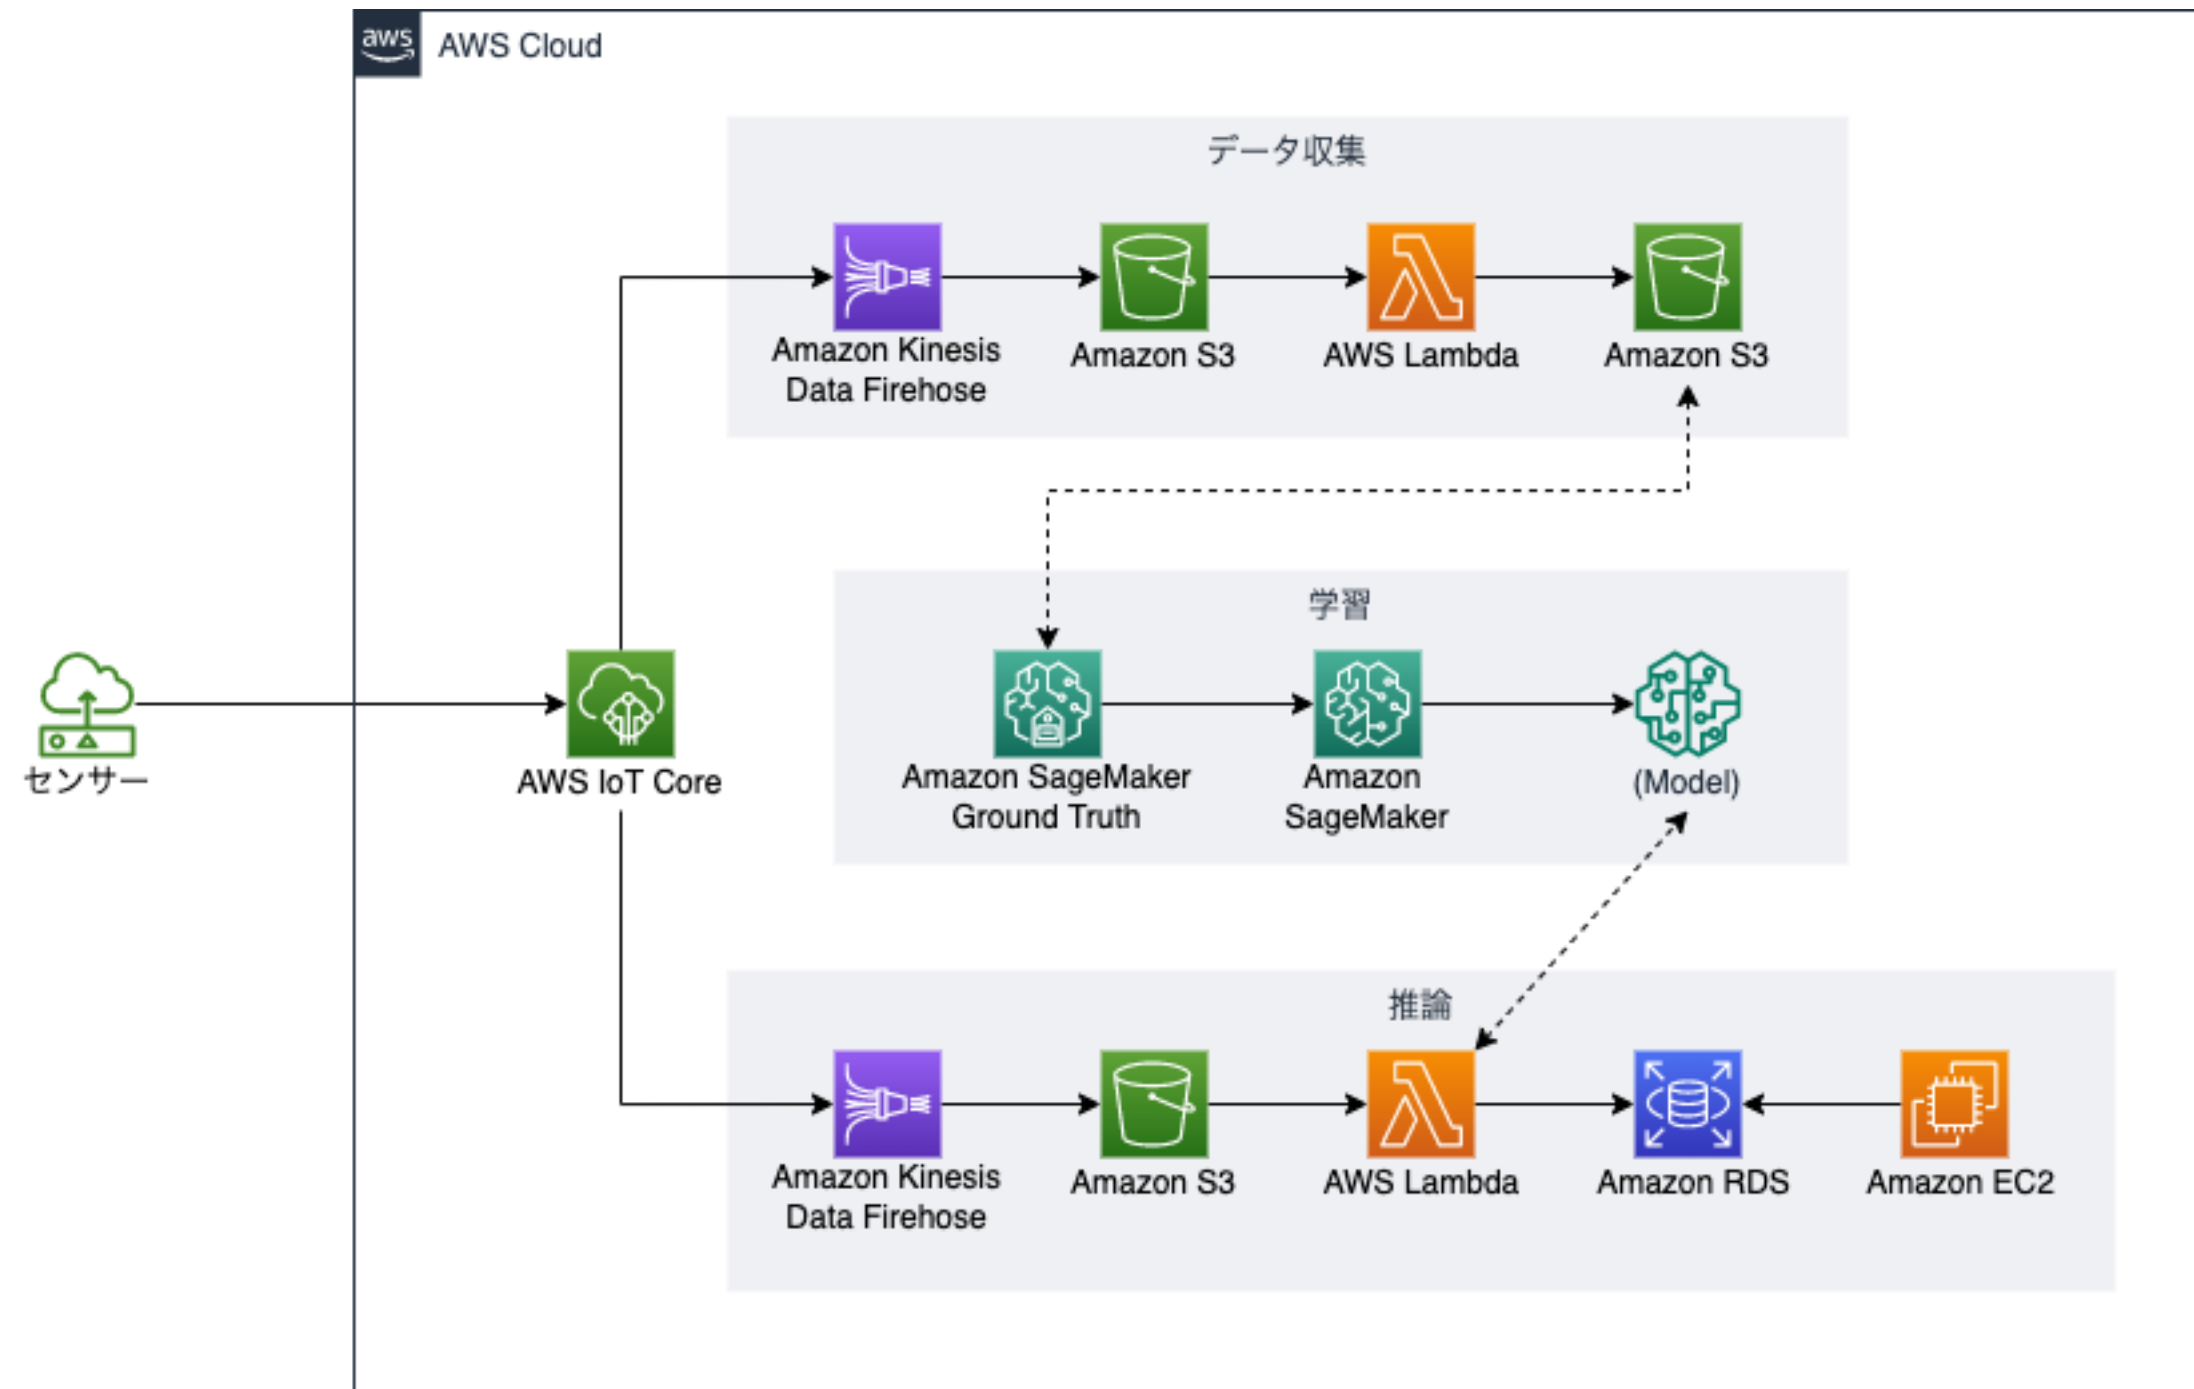 aws
AWS Cloud
データ収集
Amazon Kinesis
Data Firehose
Amazon S3
AWS Lambda
Amazon S3
学習
センサー
AWS IoT Core
Amazon SageMaker
Ground Truth
Amazon
SageMaker
(Model)
推論
Amazon Kinesis
Data Firehose
Amazon S3
AWS Lambda
Amazon RDS
Amazon EC2